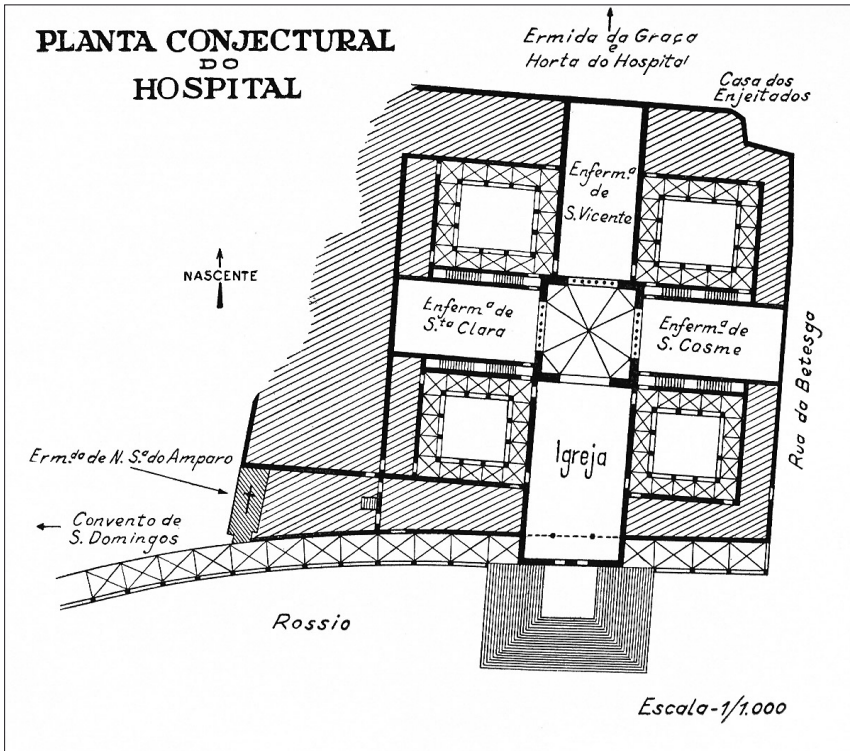 PLANTA CONJECTURAL
DO
HOSPITAL
Ermida da Graça
e
Horta do Hospital
Casa dos
Enjeitados
Enferm.ª
de
S. Vicente
NASCENTE
Enferm.ª de
S.ta Clara
Enferm.ª de
S. Cosme
Rua da Betesga
Igreja
Erm.da de N. S.ª do Amparo
Convento de
S. Domingos
Rossio
Escala-1/1.000